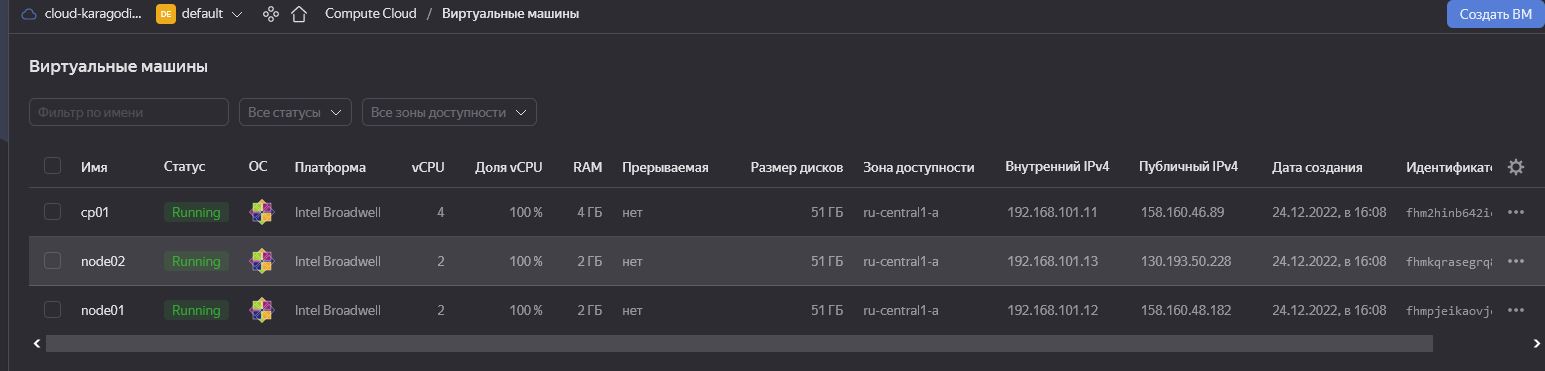 cloud-karagodi... DE default Compute Cloud / Виртуальные машины Создать ВМ
Виртуальные машины
Фильтр по имени Все статусы Все зоны доступности
Имя Статус ОС Платформа vCPU Доля vCPU RAM Прерываемая Размер дисков Зона доступности Внутренний IPv4 Публичный IPv4 Дата создания Идентификато
cp01 Running Intel Broadwell 4 100 % 4 ГБ нет 51 ГБ ru-central1-a 192.168.101.11 158.160.46.89 24.12.2022, в 16:08 fhm2hinb642i
node02 Running Intel Broadwell 2 100 % 2 ГБ нет 51 ГБ ru-central1-a 192.168.101.13 130.193.50.228 24.12.2022, в 16:08 fhmkqrasegrq
node01 Running Intel Broadwell 2 100 % 2 ГБ нет 51 ГБ ru-central1-a 192.168.101.12 158.160.48.182 24.12.2022, в 16:08 fhmpjeikaovj